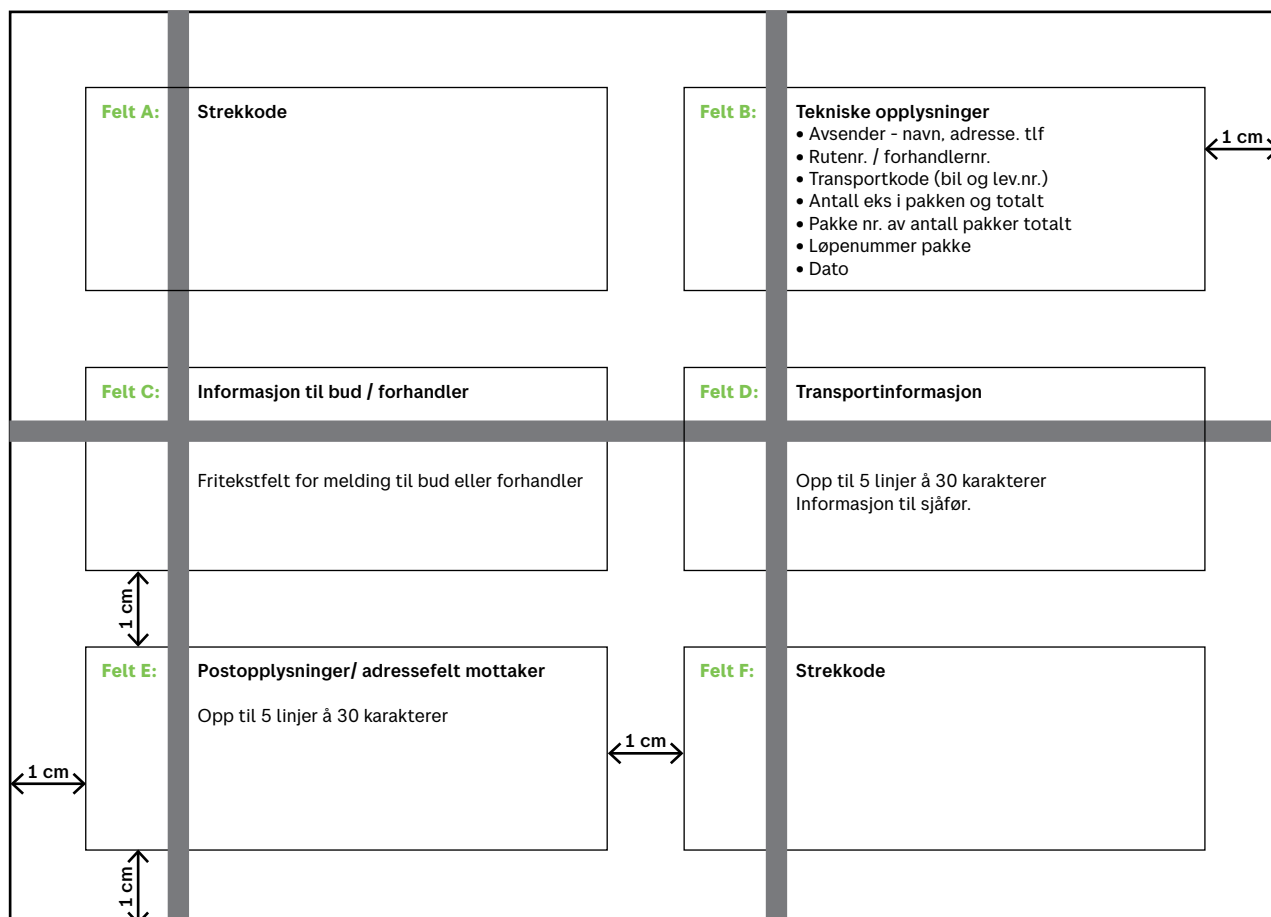 Felt A: Strekkode
Felt B: Tekniske opplysninger
• Avsender - navn, adresse. tlf
• Rutenr. / forhandlernr.
• Transportkode (bil og lev.nr.)
• Antall eks i pakken og totalt
• Pakke nr. av antall pakker totalt
• Løpenummer pakke
• Dato
1 cm
Felt C: Informasjon til bud / forhandler
Fritekstfelt for melding til bud eller forhandler
Felt D: Transportinformasjon
Opp til 5 linjer å 30 karakterer
Informasjon til sjåfør.
1 cm
Felt E: Postopplysninger/ adressefelt mottaker
Opp til 5 linjer å 30 karakterer
1 cm
Felt F: Strekkode
1 cm
1 cm